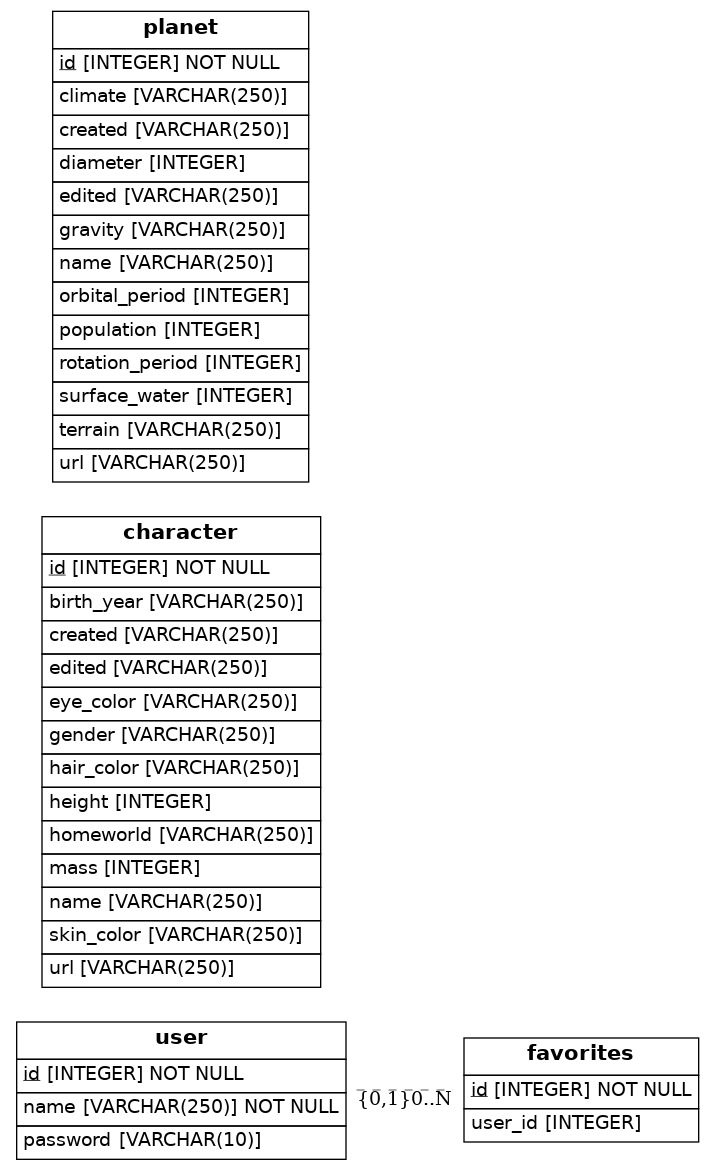 planet
id [INTEGER] NOT NULL
climate [VARCHAR(250)]
created [VARCHAR(250)]
diameter [INTEGER]
edited [VARCHAR(250)]
gravity [VARCHAR(250)]
name [VARCHAR(250)]
orbital_period [INTEGER]
population [INTEGER]
rotation_period [INTEGER]
surface_water [INTEGER]
terrain [VARCHAR(250)]
url [VARCHAR(250)]
character
id [INTEGER] NOT NULL
birth_year [VARCHAR(250)]
created [VARCHAR(250)]
edited [VARCHAR(250)]
eye_color [VARCHAR(250)]
gender [VARCHAR(250)]
hair_color [VARCHAR(250)]
height [INTEGER]
homeworld [VARCHAR(250)]
mass [INTEGER]
name [VARCHAR(250)]
skin_color [VARCHAR(250)]
url [VARCHAR(250)]
user
id [INTEGER] NOT NULL
name [VARCHAR(250)] NOT NULL
password [VARCHAR(10)]
{0,1}0..N
favorites
id [INTEGER] NOT NULL
user_id [INTEGER]